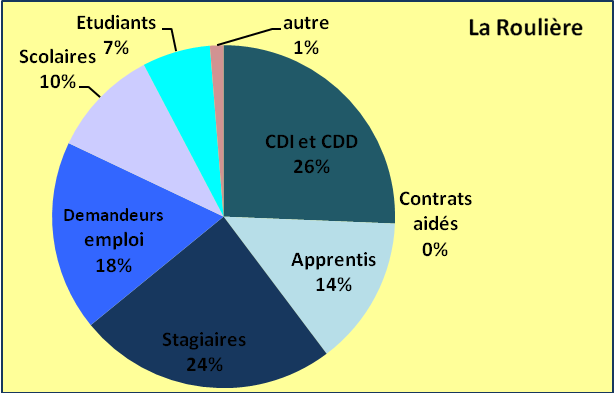 La Roulière
autre
1%
CDI et CDD
26%
Contrats
aidés
0%
Apprentis
14%
Stagiaires
24%
Demandeurs
emploi
18%
Scolaires
10%
Etudiants
7%